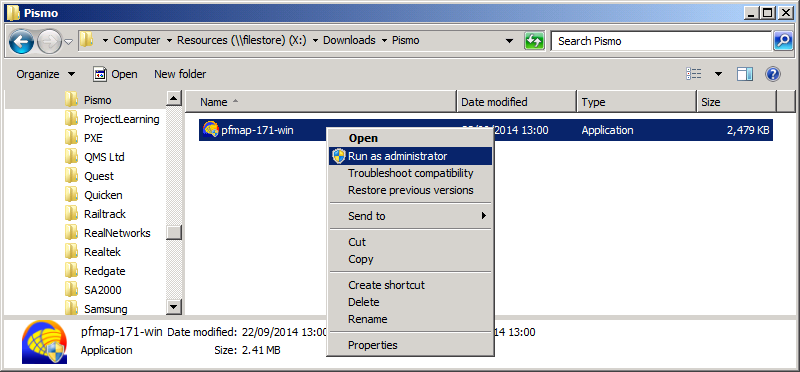 Pismo
Computer Resources (\\filestore) (X:) Downloads Pismo Search Pismo
Organize Open New folder
Pismo
ProjectLearning
PXE
QMS Ltd
Quest
Quicken
Railtrack
RealNetworks
Realtek
Redgate
SA2000
Samsung
Name Date modified Type Size
pfmap-171-win 22/09/2014 13:00 Application 2,479 KB
Open
Run as administrator
Troubleshoot compatibility
Restore previous versions
Send to
Cut
Copy
Create shortcut
Delete
Rename
Properties
pfmap-171-win Date modified: 22/09/2014 13:00 13:00
Application Size: 2.41 MB